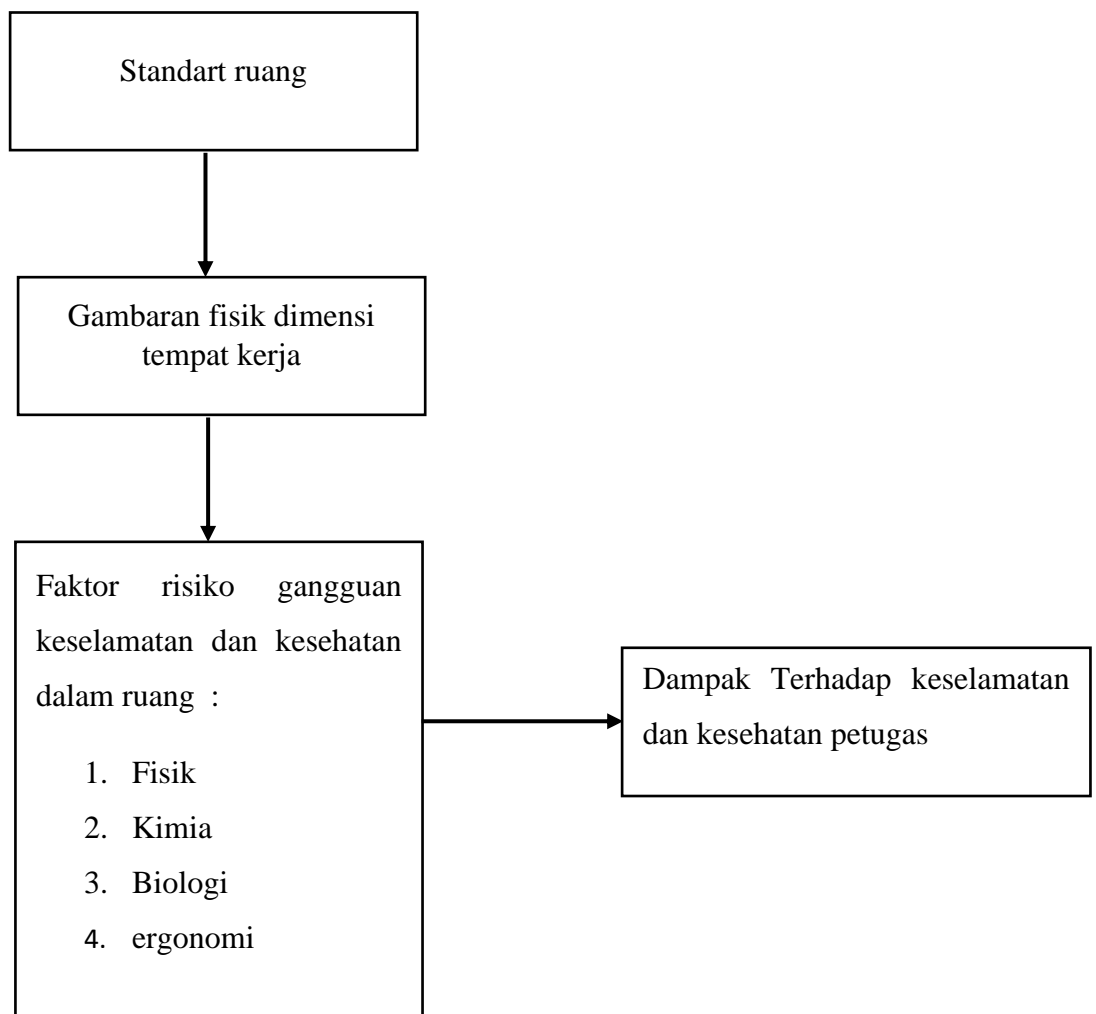 Standart ruang
Gambaran fisik dimensi
tempat kerja
Faktor risiko gangguan
keselamatan dan kesehatan
dalam ruang :
1. Fisik
2. Kimia
3. Biologi
4. ergonomi
Dampak Terhadap keselamatan
dan kesehatan petugas